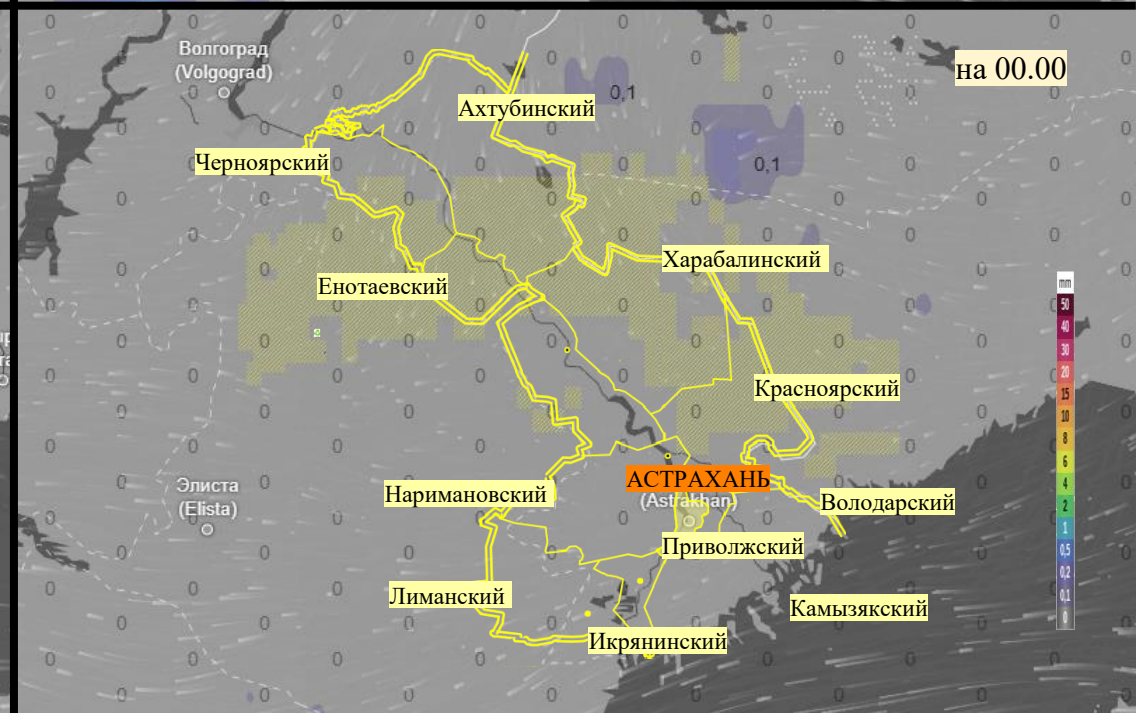 Волгоград
(Volgograd)
на 00.00
Ахтубинский
0,1
Черноярский
0,1
Харабалинский
Енотаевский
mm
50
40
30
20
15
10
8
6
4
2
1
0,5
0,2
0,1
0
Красноярский
АСТРАХАНЬ
(Astrakhan)
Элиста
(Elista)
Наримановский
Володарский
Приволжский
Лиманский
Камызякский
Икрянинский